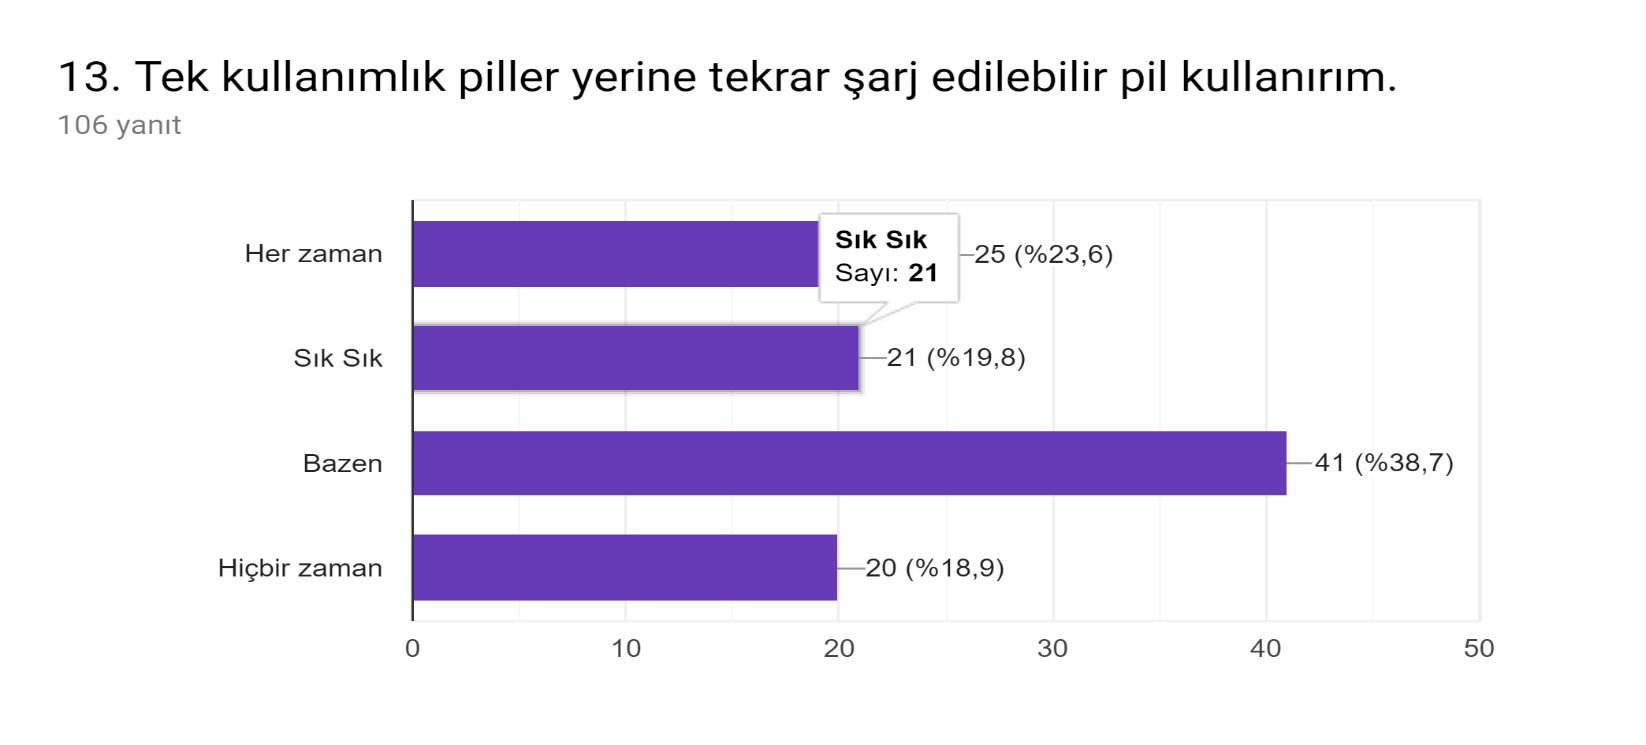 13. Tek kullanımlık piller yerine tekrar şarj edilebilir pil kullanırım.
106 yanıt
Her zaman
25 (%23,6)
Sık Sık
Sayı: 21
Sık Sık
21 (%19,8)
Bazen
41 (%38,7)
Hiçbir zaman
20 (%18,9)
0 10 20 30 40 50